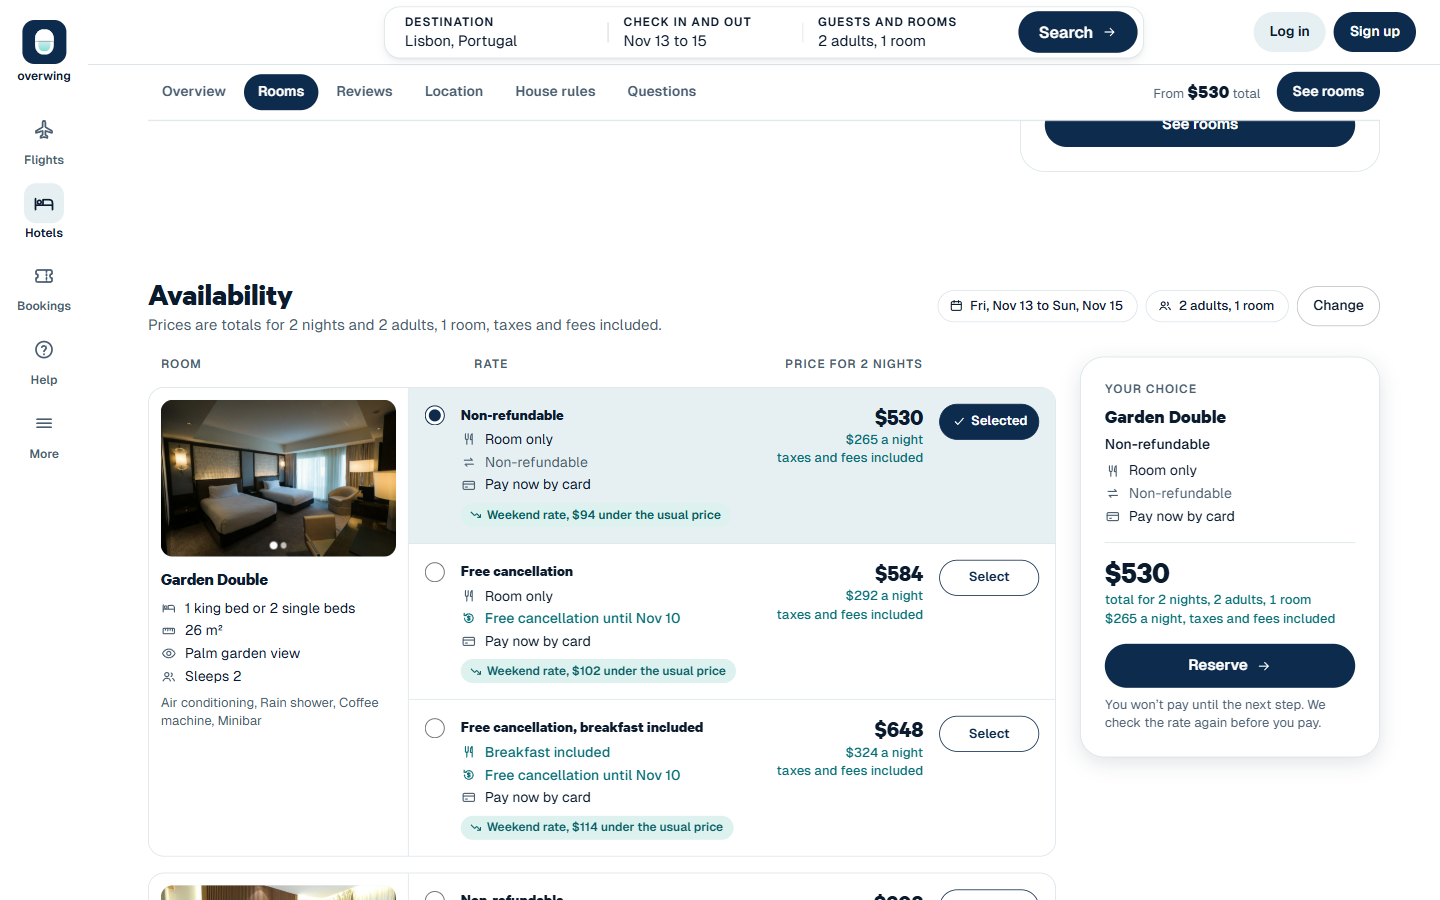 overwing
Flights
Hotels
Bookings
Help
More
DESTINATION
Lisbon, Portugal
CHECK IN AND OUT
Nov 13 to 15
GUESTS AND ROOMS
2 adults, 1 room
Search
Log in
Sign up
Overview
Rooms
Reviews
Location
House rules
Questions
From $530 total
See rooms
See rooms
Availability
Prices are totals for 2 nights and 2 adults, 1 room, taxes and fees included.
Fri, Nov 13 to Sun, Nov 15
2 adults, 1 room
Change
ROOM
RATE
PRICE FOR 2 NIGHTS
Garden Double
1 king bed or 2 single beds
26 m²
Palm garden view
Sleeps 2
Air conditioning, Rain shower, Coffee
machine, Minibar
Non-refundable
Room only
Non-refundable
Pay now by card
Weekend rate, $94 under the usual price
$530
$265 a night
taxes and fees included
Selected
Free cancellation
Room only
Free cancellation until Nov 10
Pay now by card
Weekend rate, $102 under the usual price
$584
$292 a night
taxes and fees included
Select
Free cancellation, breakfast included
Breakfast included
Free cancellation until Nov 10
Pay now by card
Weekend rate, $114 under the usual price
$648
$324 a night
taxes and fees included
Select
YOUR CHOICE
Garden Double
Non-refundable
Room only
Non-refundable
Pay now by card
$530
total for 2 nights, 2 adults, 1 room
$265 a night, taxes and fees included
Reserve
You won’t pay until the next step. We
check the rate again before you pay.
Non-refundable